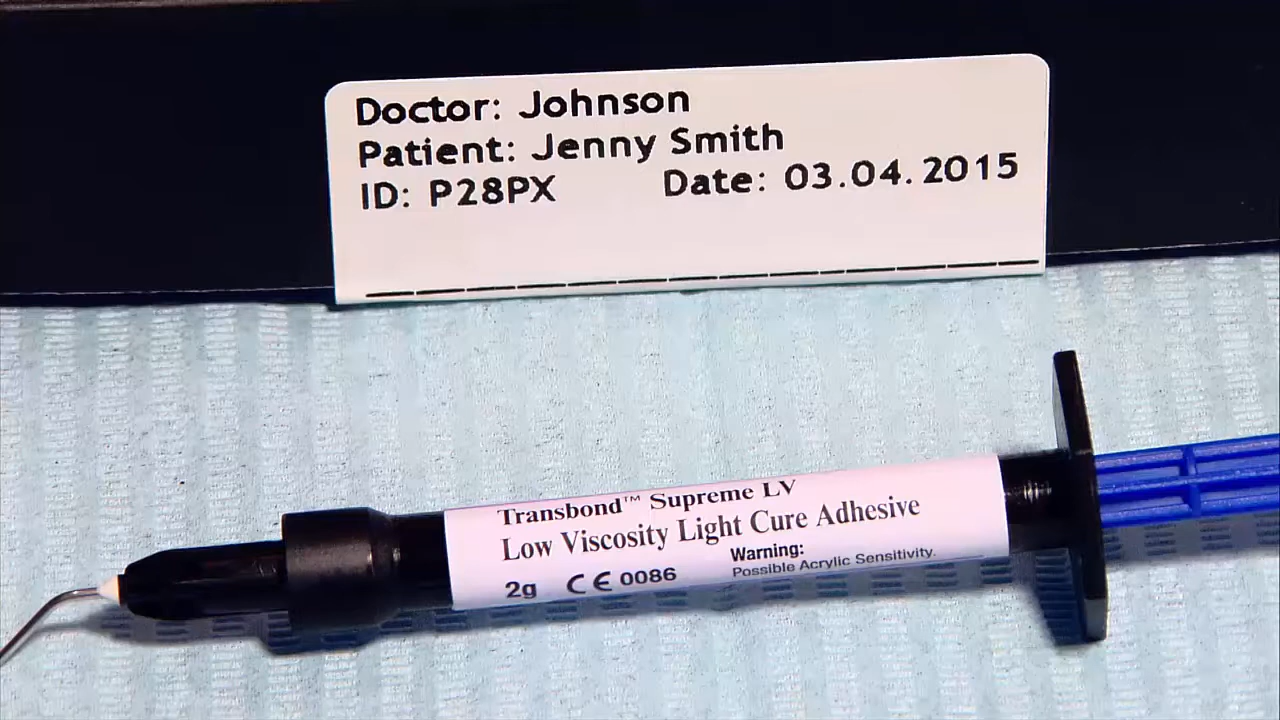 Doctor: Johnson
Patient: Jenny Smith
ID: P28PX Date: 03.04.2015
Transbond™ Supreme LV
Low Viscosity Light Cure Adhesive
2g CE 0086 Warning:
Possible Acrylic Sensitivity.